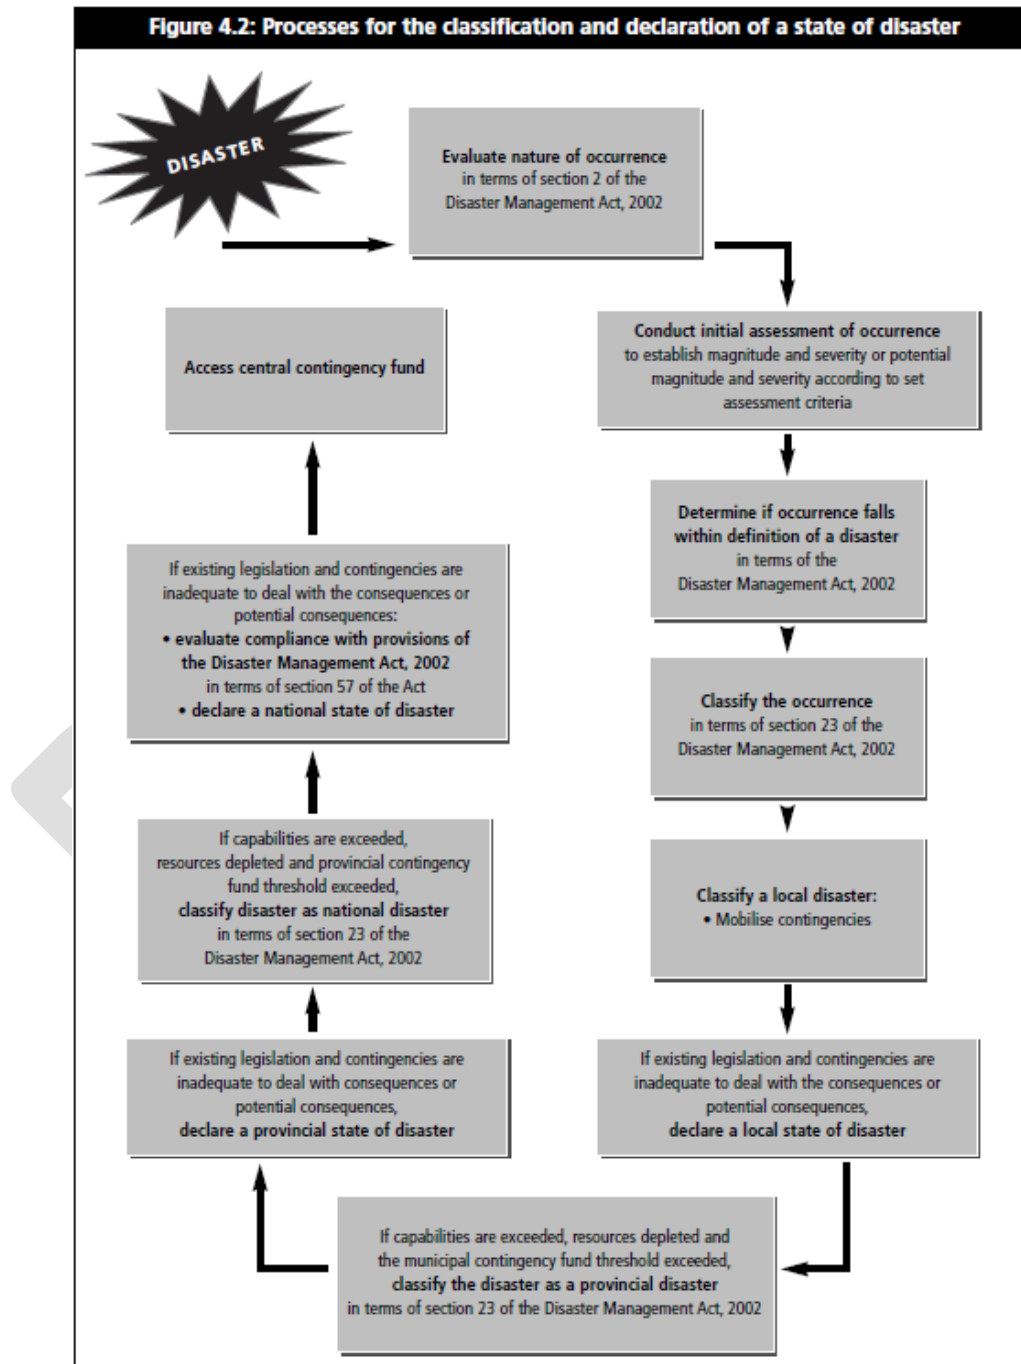 Figure 4.2: Processes for the classification and declaration of a state of disaster
DISASTER
Evaluate nature of occurrence
in terms of section 2 of the
Disaster Management Act, 2002
Conduct initial assessment of occurrence
to establish magnitude and severity or potential
magnitude and severity according to set
assessment criteria
Determine if occurrence falls
within definition of a disaster
in terms of the
Disaster Management Act, 2002
Classify the occurrence
in terms of section 23 of the
Disaster Management Act, 2002
Classify a local disaster:
• Mobilise contingencies
If existing legislation and contingencies are
inadequate to deal with the consequences or
potential consequences,
declare a local state of disaster
If capabilities are exceeded, resources depleted and
the municipal contingency fund threshold exceeded,
classify the disaster as a provincial disaster
in terms of section 23 of the Disaster Management Act, 2002
If existing legislation and contingencies are
inadequate to deal with consequences or
potential consequences,
declare a provincial state of disaster
If capabilities are exceeded,
resources depleted and provincial contingency
fund threshold exceeded,
classify disaster as national disaster
in terms of section 23 of the
Disaster Management Act, 2002
If existing legislation and contingencies are
inadequate to deal with the consequences or
potential consequences:
• evaluate compliance with provisions of
the Disaster Management Act, 2002
in terms of section 57 of the Act
• declare a national state of disaster
Access central contingency fund